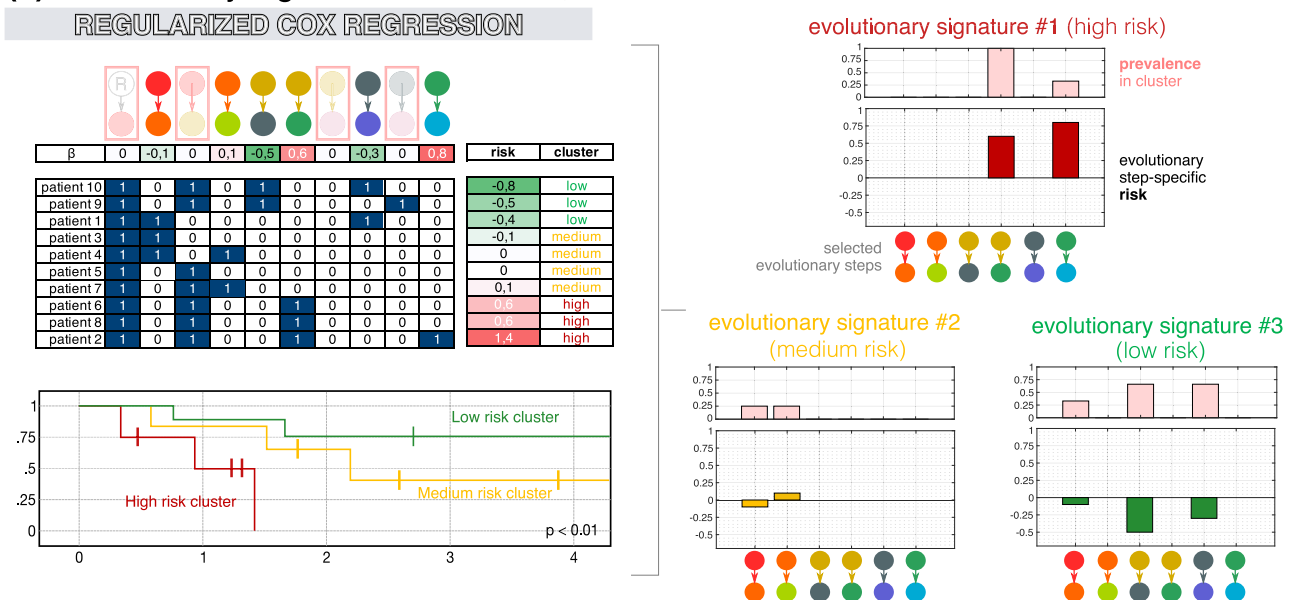 REGULARIZED COX REGRESSION
R
β 0 -0,1 0 0,1 -0,5 0,6 0 -0,3 0 0,8 risk cluster
patient 10 1 0 1 0 1 0 0 1 0 0 -0,8 low
patient 9 1 0 1 0 1 0 0 0 1 0 -0,5 low
patient 1 1 1 0 0 0 0 0 1 0 0 -0,4 low
patient 3 1 1 0 0 0 0 0 0 0 0 -0,1 medium
patient 4 1 1 0 1 0 0 0 0 0 0 0 medium
patient 5 1 0 1 0 0 0 0 0 0 0 0 medium
patient 7 1 0 1 1 0 0 0 0 0 0 0,1 medium
patient 6 1 0 1 0 0 1 0 0 0 0 0,6 high
patient 8 1 0 1 0 0 1 0 0 0 0 0,6 high
patient 2 1 0 1 0 0 1 0 0 0 1 1,4 high
1
.75
.5
.25
0
Low risk cluster
Medium risk cluster
High risk cluster
p < 0.01
0 1 2 3 4
evolutionary signature #1 (high risk)
1
0.75
0.5
0.25
0
prevalence
in cluster
1
0.75
0.5
0.25
0
-0.25
-0.5
evolutionary
step-specific
risk
selected
evolutionary steps
evolutionary signature #2
(medium risk)
1
0.75
0.5
0.25
0
1
0.75
0.5
0.25
0
-0.25
-0.5
evolutionary signature #3
(low risk)
1
0.75
0.5
0.25
0
1
0.75
0.5
0.25
0
-0.25
-0.5